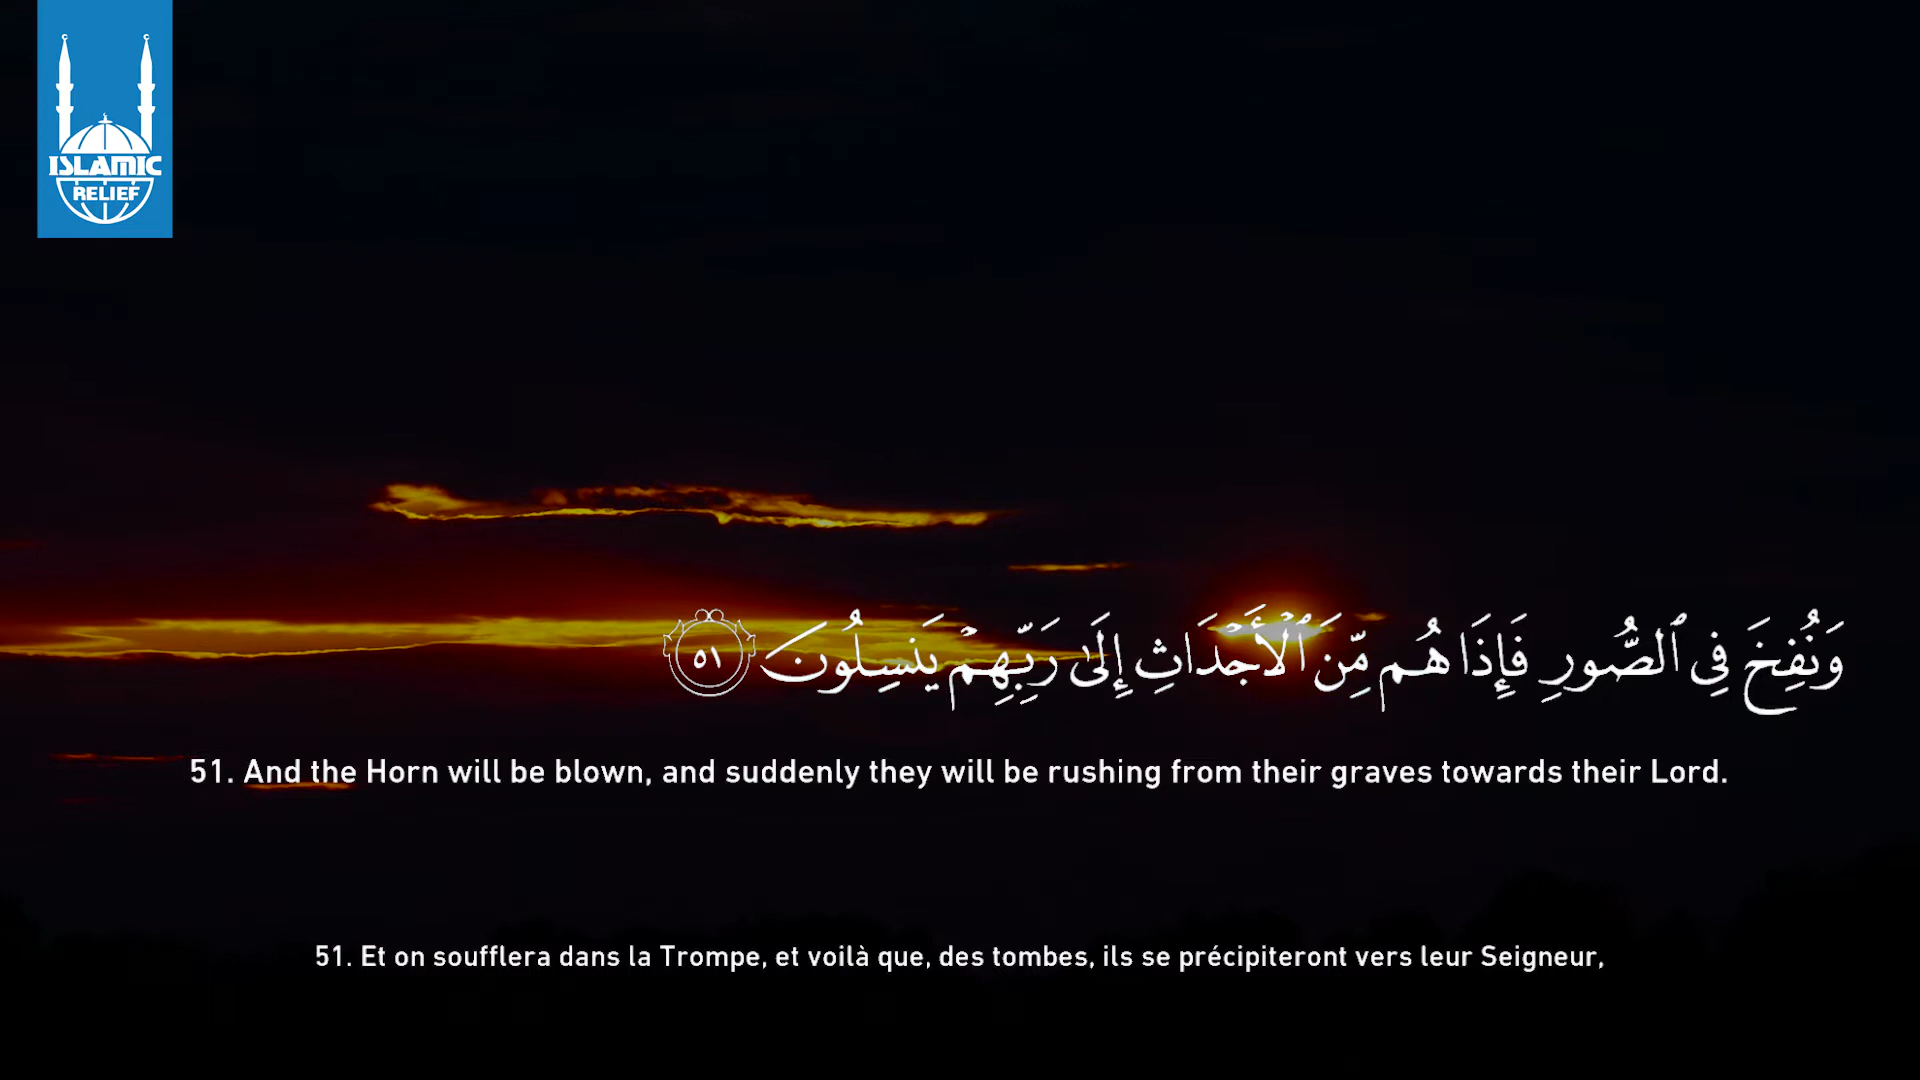 ISLAMIC
RELIEF
وَنُفِخَ فِي ٱلصُّورِ فَإِذَا هُم مِّنَ ٱلْأَجْدَاثِ إِلَىٰ رَبِّهِمْ يَنسِلُونَ ٥١
51. And the Horn will be blown, and suddenly they will be rushing from their graves towards their Lord.
51. Et on soufflera dans la Trompe, et voilà que, des tombes, ils se précipiteront vers leur Seigneur,